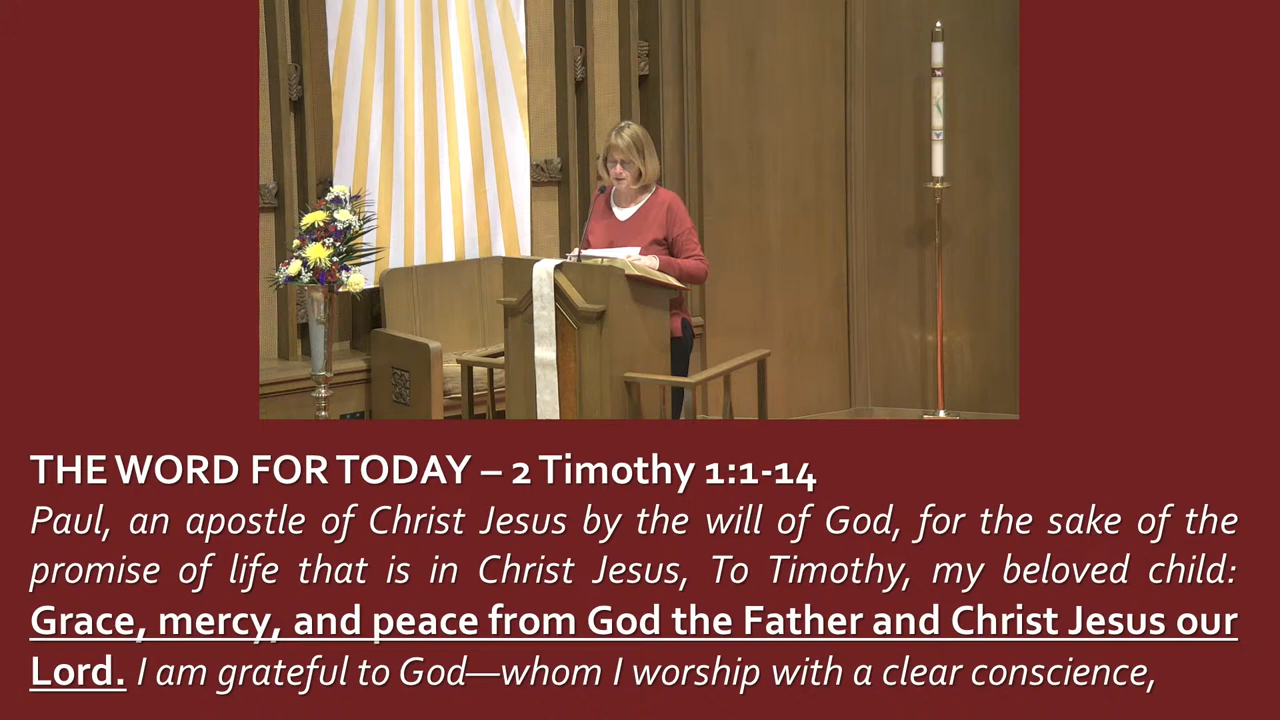 THE WORD FOR TODAY – 2 Timothy 1:1-14
Paul, an apostle of Christ Jesus by the will of God, for the sake of the
promise of life that is in Christ Jesus, To Timothy, my beloved child:
Grace, mercy, and peace from God the Father and Christ Jesus our
Lord. I am grateful to God—whom I worship with a clear conscience,